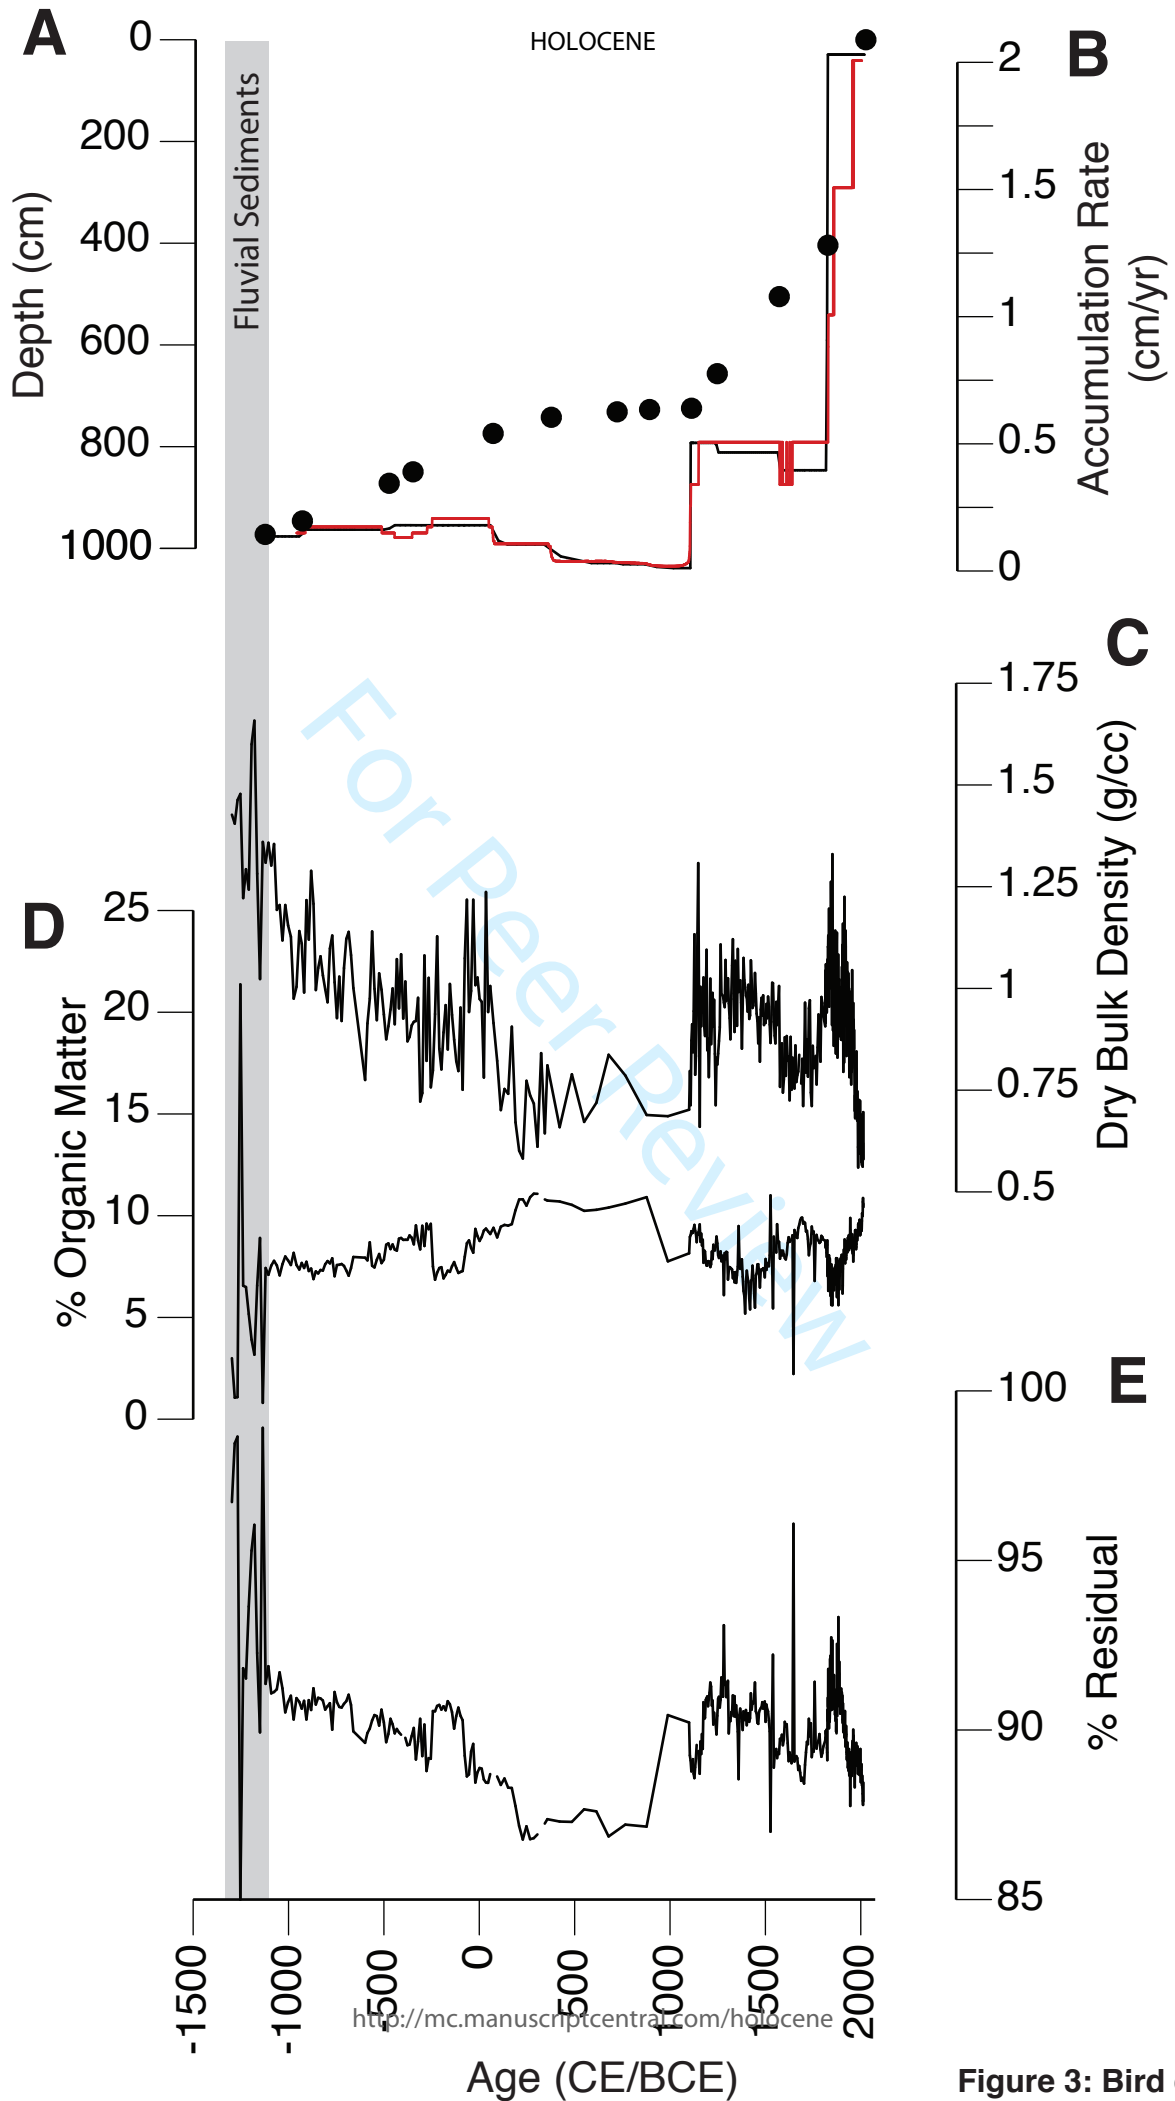 HOLOCENE
A
0
200
400
600
800
1000
Depth (cm)
Fluvial Sediments
B
2
1.5
1
0.5
0
Accumulation Rate
(cm/yr)
C
1.75
1.5
1.25
1
0.75
0.5
Dry Bulk Density (g/cc)
D
25
20
15
10
5
0
% Organic Matter
For Peer Review
E
100
95
90
85
% Residual
-1500
-1000
-500
0
500
1000
1500
2000
http://mc.manuscriptcentral.com/holocene
Age (CE/BCE)
Figure 3: Bird